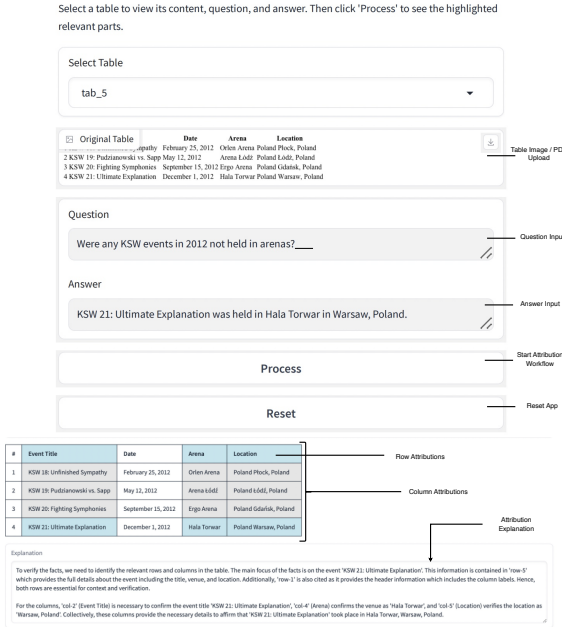 Select a table to view its content, question, and answer. Then click 'Process' to see the highlighted
relevant parts.
Select Table
tab_5
Original Table
Date Arena Location
mpathy February 25, 2012 Orlen Arena Poland Płock, Poland
2 KSW 19: Pudzianowski vs. Sapp May 12, 2012 Arena Łódź Poland Łódź, Poland
3 KSW 20: Fighting Symphonies September 15, 2012 Ergo Arena Poland Gdańsk, Poland
4 KSW 21: Ultimate Explanation December 1, 2012 Hala Torwar Poland Warsaw, Poland
Table Image / PD
Upload
Question
Were any KSW events in 2012 not held in arenas?
Question Inpu
Answer
KSW 21: Ultimate Explanation was held in Hala Torwar in Warsaw, Poland.
Answer Input
Process
Start Attribution
Workflow
Reset
Reset App
# Event Title Date Arena Location
1 KSW 18: Unfinished Sympathy February 25, 2012 Orlen Arena Poland Płock, Poland
2 KSW 19: Pudzianowski vs. Sapp May 12, 2012 Arena Łódź Poland Łódź, Poland
3 KSW 20: Fighting Symphonies September 15, 2012 Ergo Arena Poland Gdańsk, Poland
4 KSW 21: Ultimate Explanation December 1, 2012 Hala Torwar Poland Warsaw, Poland
Row Attributions
Column Attributions
Attribution
Explanation
Explanation
To verify the facts, we need to identify the relevant rows and columns in the table. The main focus of the facts is on the event 'KSW 21: Ultimate Explanation'. This information is contained in 'row-5'
which provides the full details about the event including the title, venue, and location. Additionally, 'row-1' is also cited as it provides the header information which includes the column labels. Hence,
both rows are essential for context and verification.
For the columns, 'col-2' (Event Title) is necessary to confirm the event title 'KSW 21: Ultimate Explanation', 'col-4' (Arena) confirms the venue as 'Hala Torwar', and 'col-5' (Location) verifies the location as
'Warsaw, Poland'. Collectively, these columns provide the necessary details to affirm that 'KSW 21: Ultimate Explanation' took place in Hala Torwar, Warsaw, Poland.